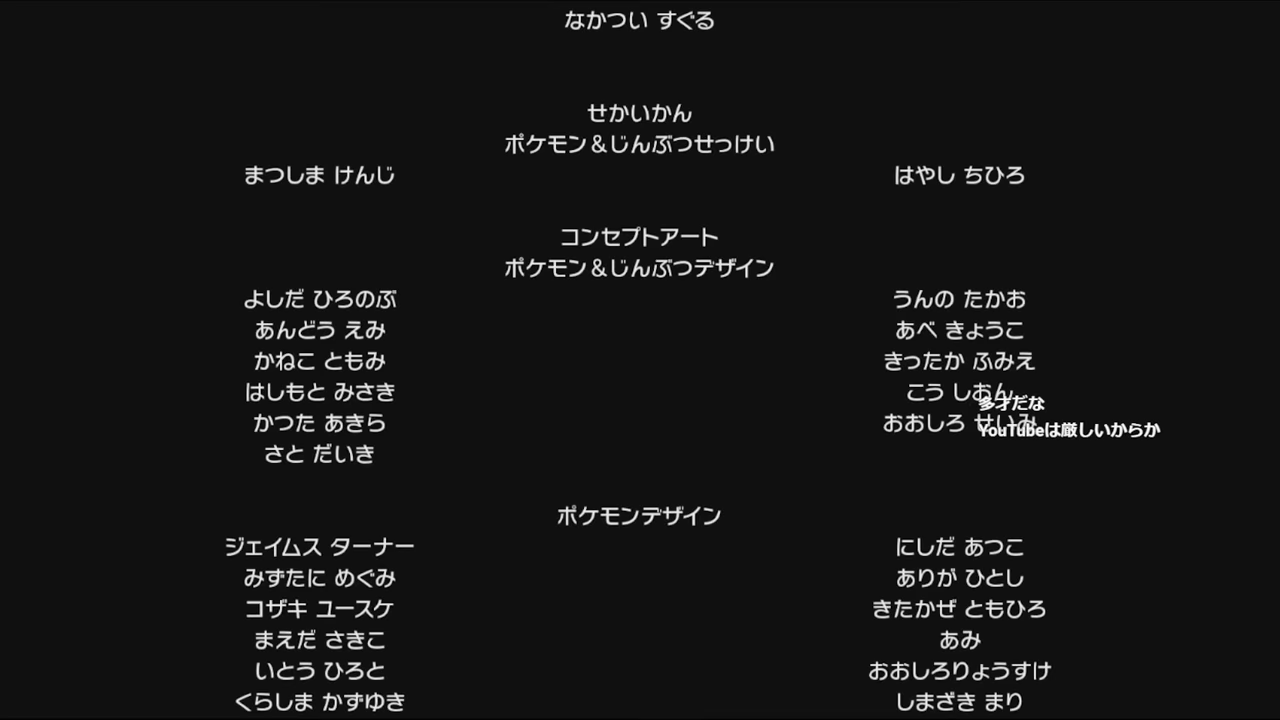 なかつい すぐる
せかいかん
ポケモン＆じんぶつせっけい
まつしま けんじ
はやし ちひろ
コンセプトアート
ポケモン＆じんぶつデザイン
よしだ ひろのぶ
うんの たかお
あんどう えみ
あべ きょうこ
かねこ ともみ
きったか ふみえ
はしもと みさき
こう しおん
多才だな
かつた あきら
おおしろ せいみ
YouTubeは厳しいからか
さと だいき
ポケモンデザイン
ジェイムス ターナー
にしだ あつこ
みずたに めぐみ
ありが ひとし
コザキ ユースケ
きたかぜ ともひろ
まえだ さきこ
あみ
いとう ひろと
おおしろりょうすけ
くらしま かずゆき
しまざき まり